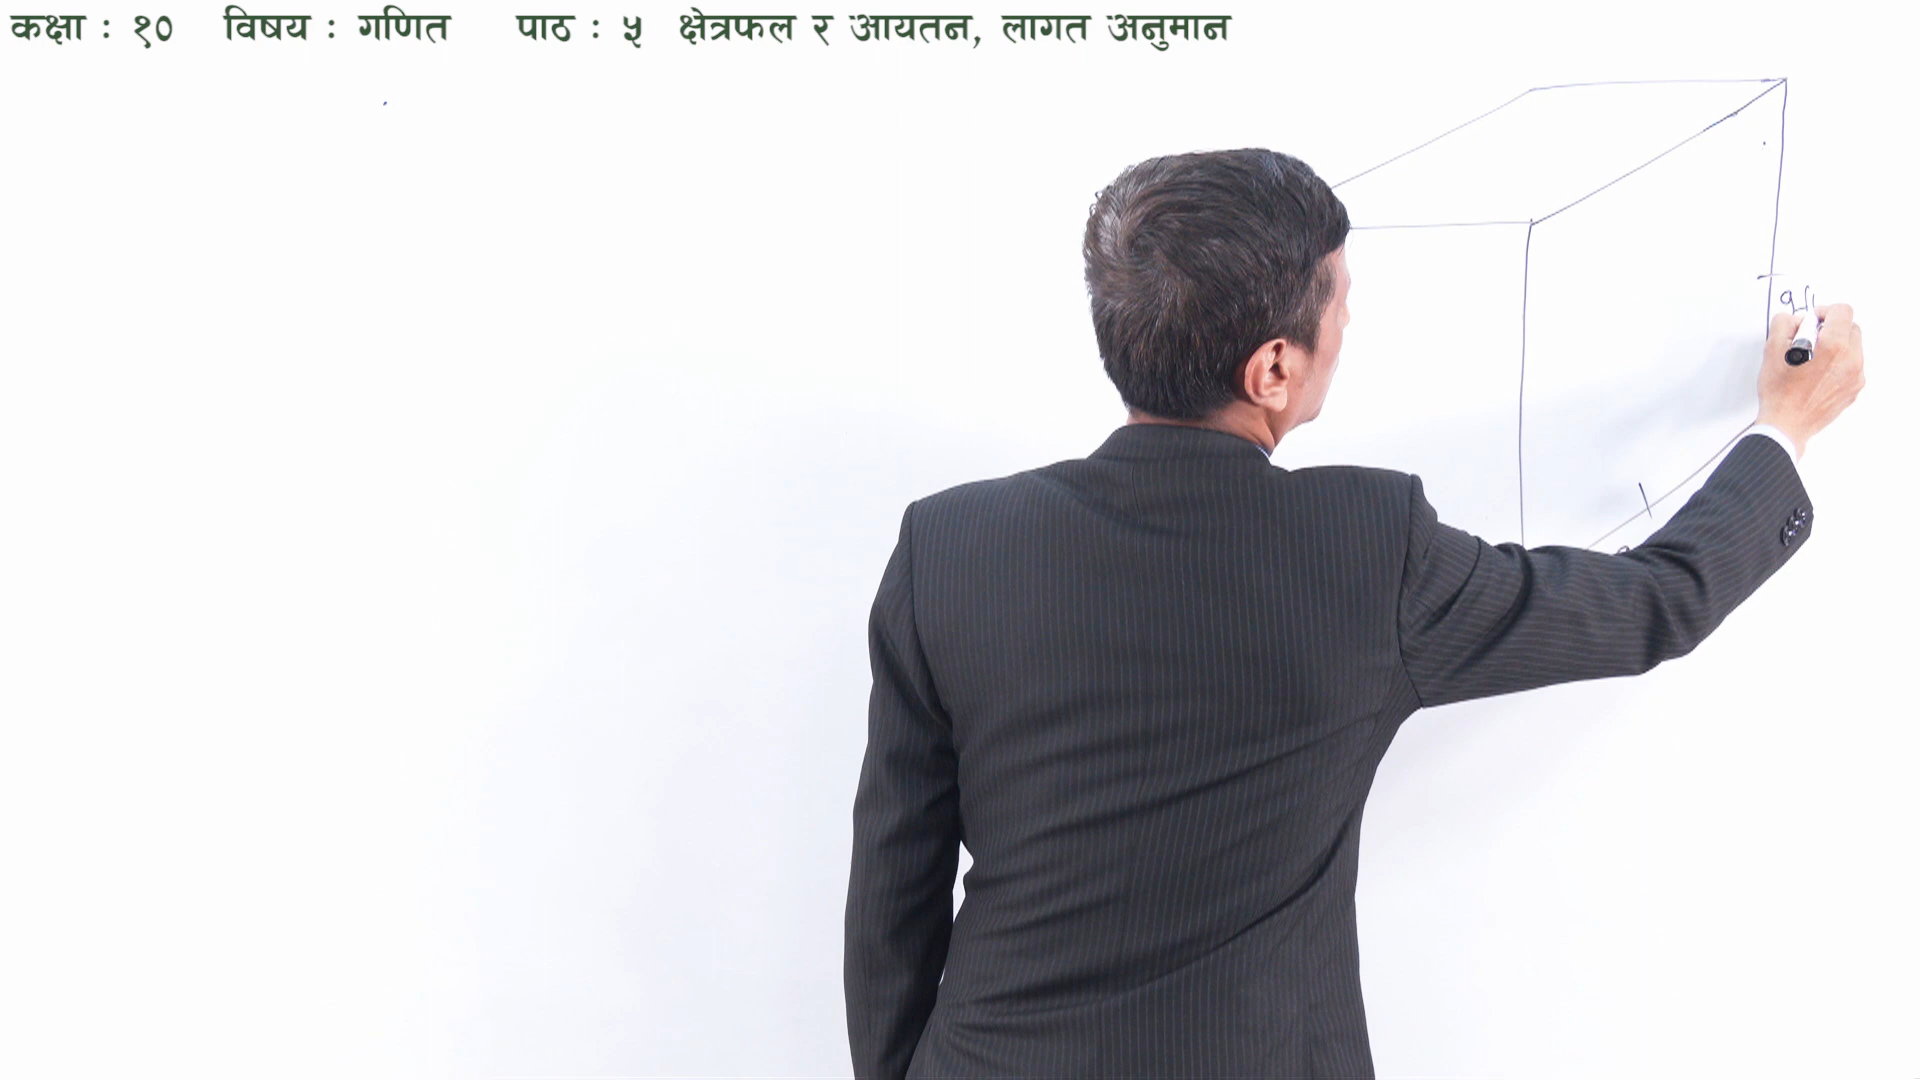 कक्षा : १० विषय : गणित पाठ : ५ क्षेत्रफल र आयतन, लागत अनुमान